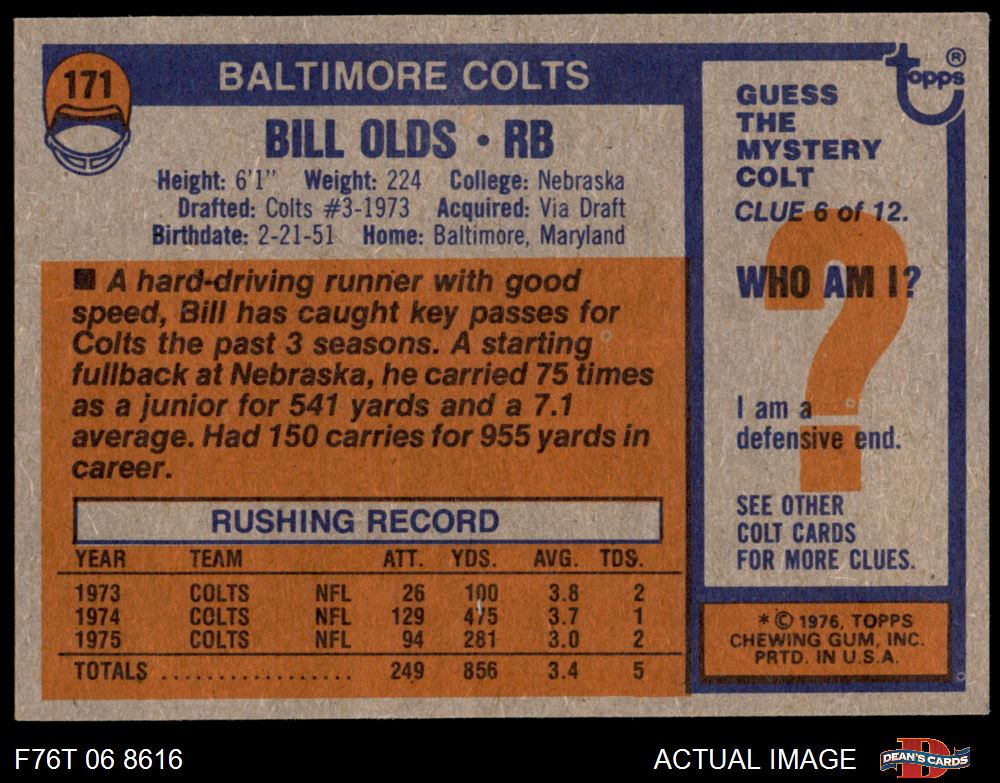 171
BALTIMORE COLTS
BILL OLDS • RB
Height: 6'1" Weight: 224 College: Nebraska
Drafted: Colts #3-1973 Acquired: Via Draft
Birthdate: 2-21-51 Home: Baltimore, Maryland
■ A hard-driving runner with good
speed, Bill has caught key passes for
Colts the past 3 seasons. A starting
fullback at Nebraska, he carried 75 times
as a junior for 541 yards and a 7.1
average. Had 150 carries for 955 yards in
career.
RUSHING RECORD
YEAR TEAM ATT. YDS. AVG. TDS.
1973 COLTS NFL 26 100 3.8 2
1974 COLTS NFL 129 475 3.7 1
1975 COLTS NFL 94 281 3.0 2
TOTALS .................. 249 856 3.4 5
topps ®
GUESS
THE
MYSTERY
COLT
CLUE 6 of 12.
WHO AM I?
?
I am a
defensive end.
SEE OTHER
COLT CARDS
FOR MORE CLUES.
* © 1976, TOPPS
CHEWING GUM, INC.
PRTD. IN U.S.A.
F76T 06 8616
ACTUAL IMAGE
D
DEAN'S CARDS